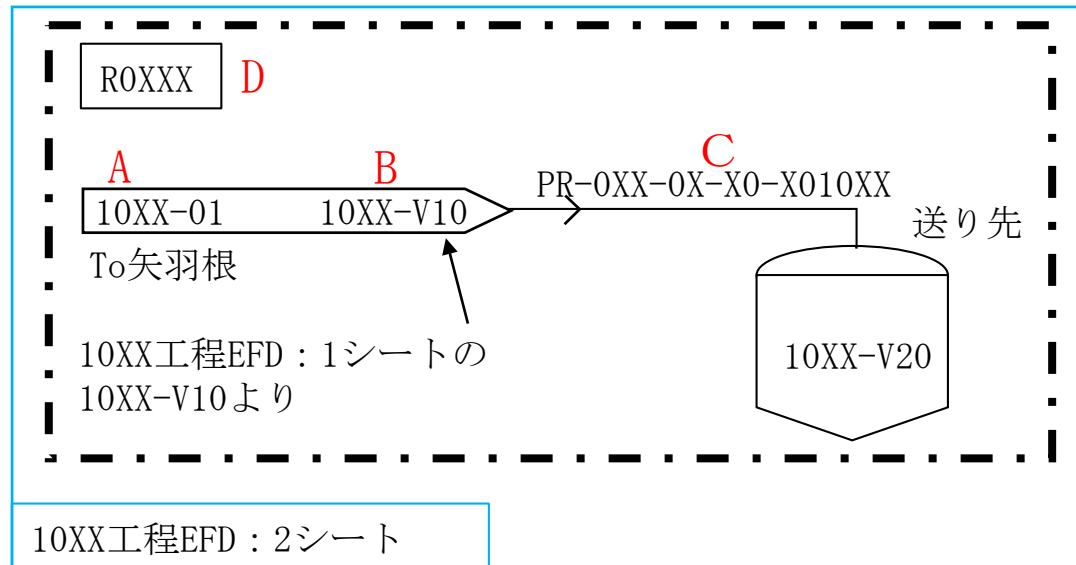 R0XXX
D
A
B
C
PR-0XX-0X-X0-X010XX
10XX-01
10XX-V10
送り先
To矢羽根
10XX工程EFD：1シートの
10XX-V10より
10XX-V20
10XX工程EFD：2シート